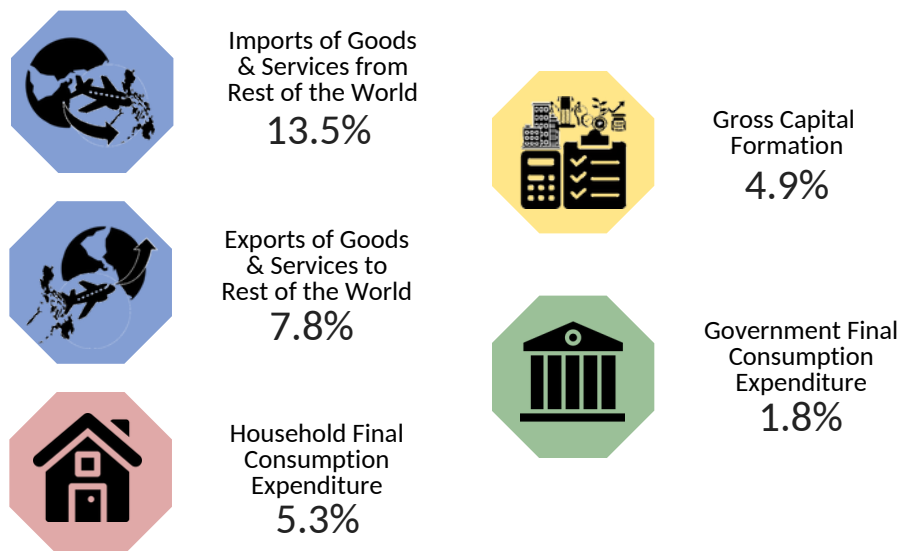 Imports of Goods
& Services from
Rest of the World
13.5%
Exports of Goods
& Services to
Rest of the World
7.8%
Household Final
Consumption
Expenditure
5.3%
Gross Capital
Formation
4.9%
Government Final
Consumption
Expenditure
1.8%